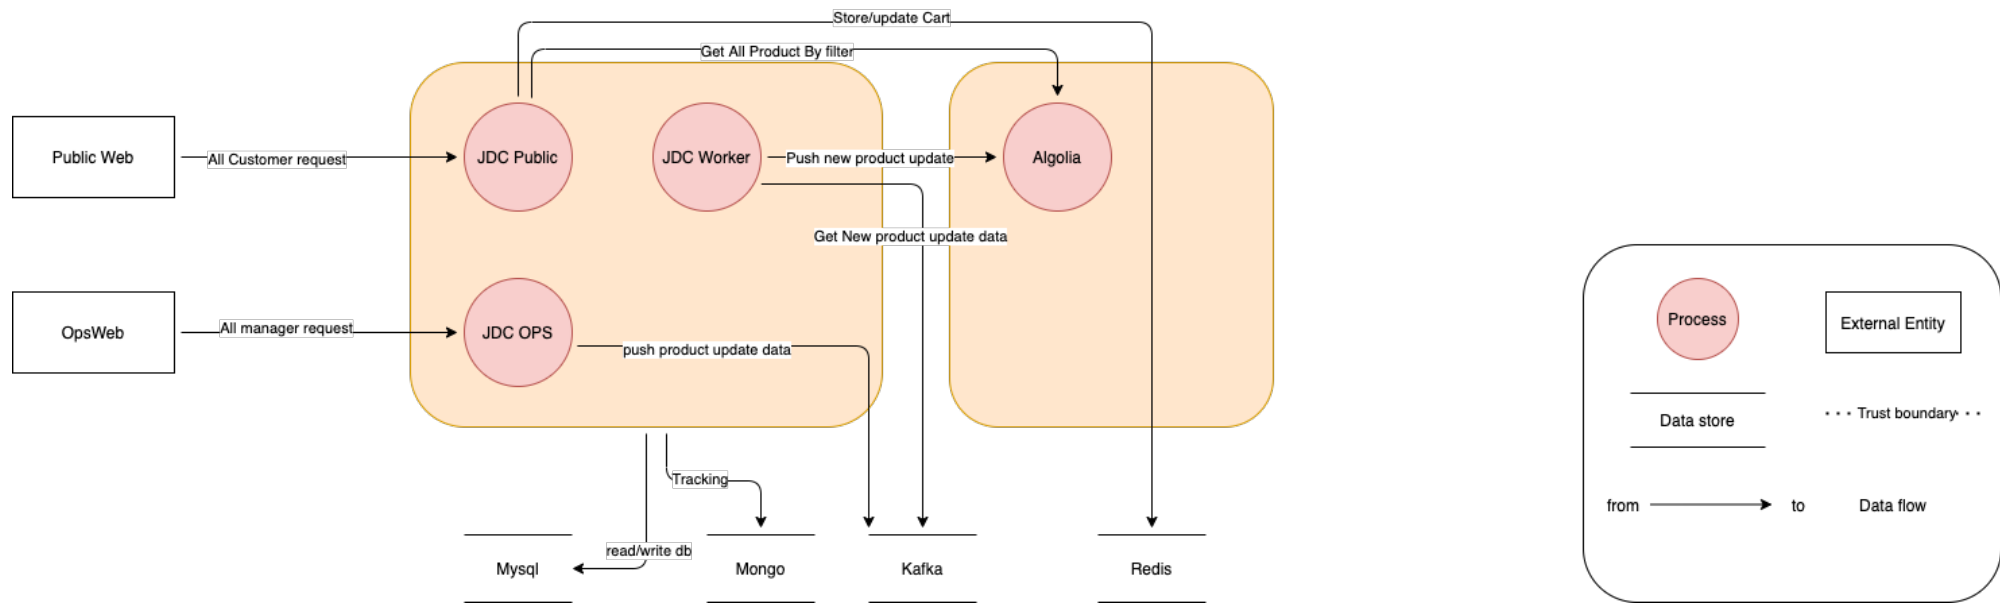 Store/update Cart
Get All Product By filter
Public Web
All Customer request
JDC Public
JDC Worker
Push new product update
Algolia
Get New product update data
OpsWeb
All manager request
JDC OPS
push product update data
Tracking
read/write db
Mysql
Mongo
Kafka
Redis
Process
External Entity
Data store
Trust boundary
from
to
Data flow